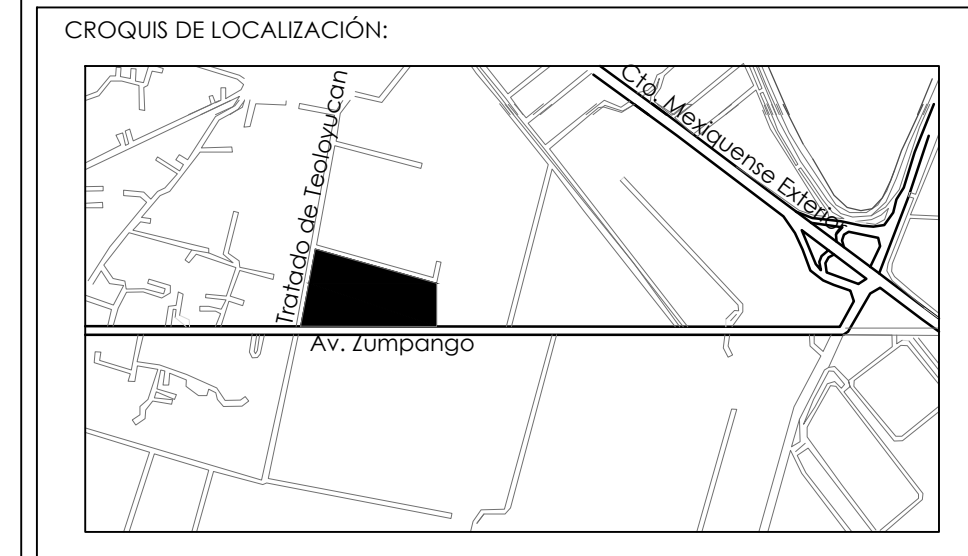 CROQUIS DE LOCALIZACIÓN:
Cto. Mexiquense Exterior
Tratado de Teoloyucan
Av. Zumpango